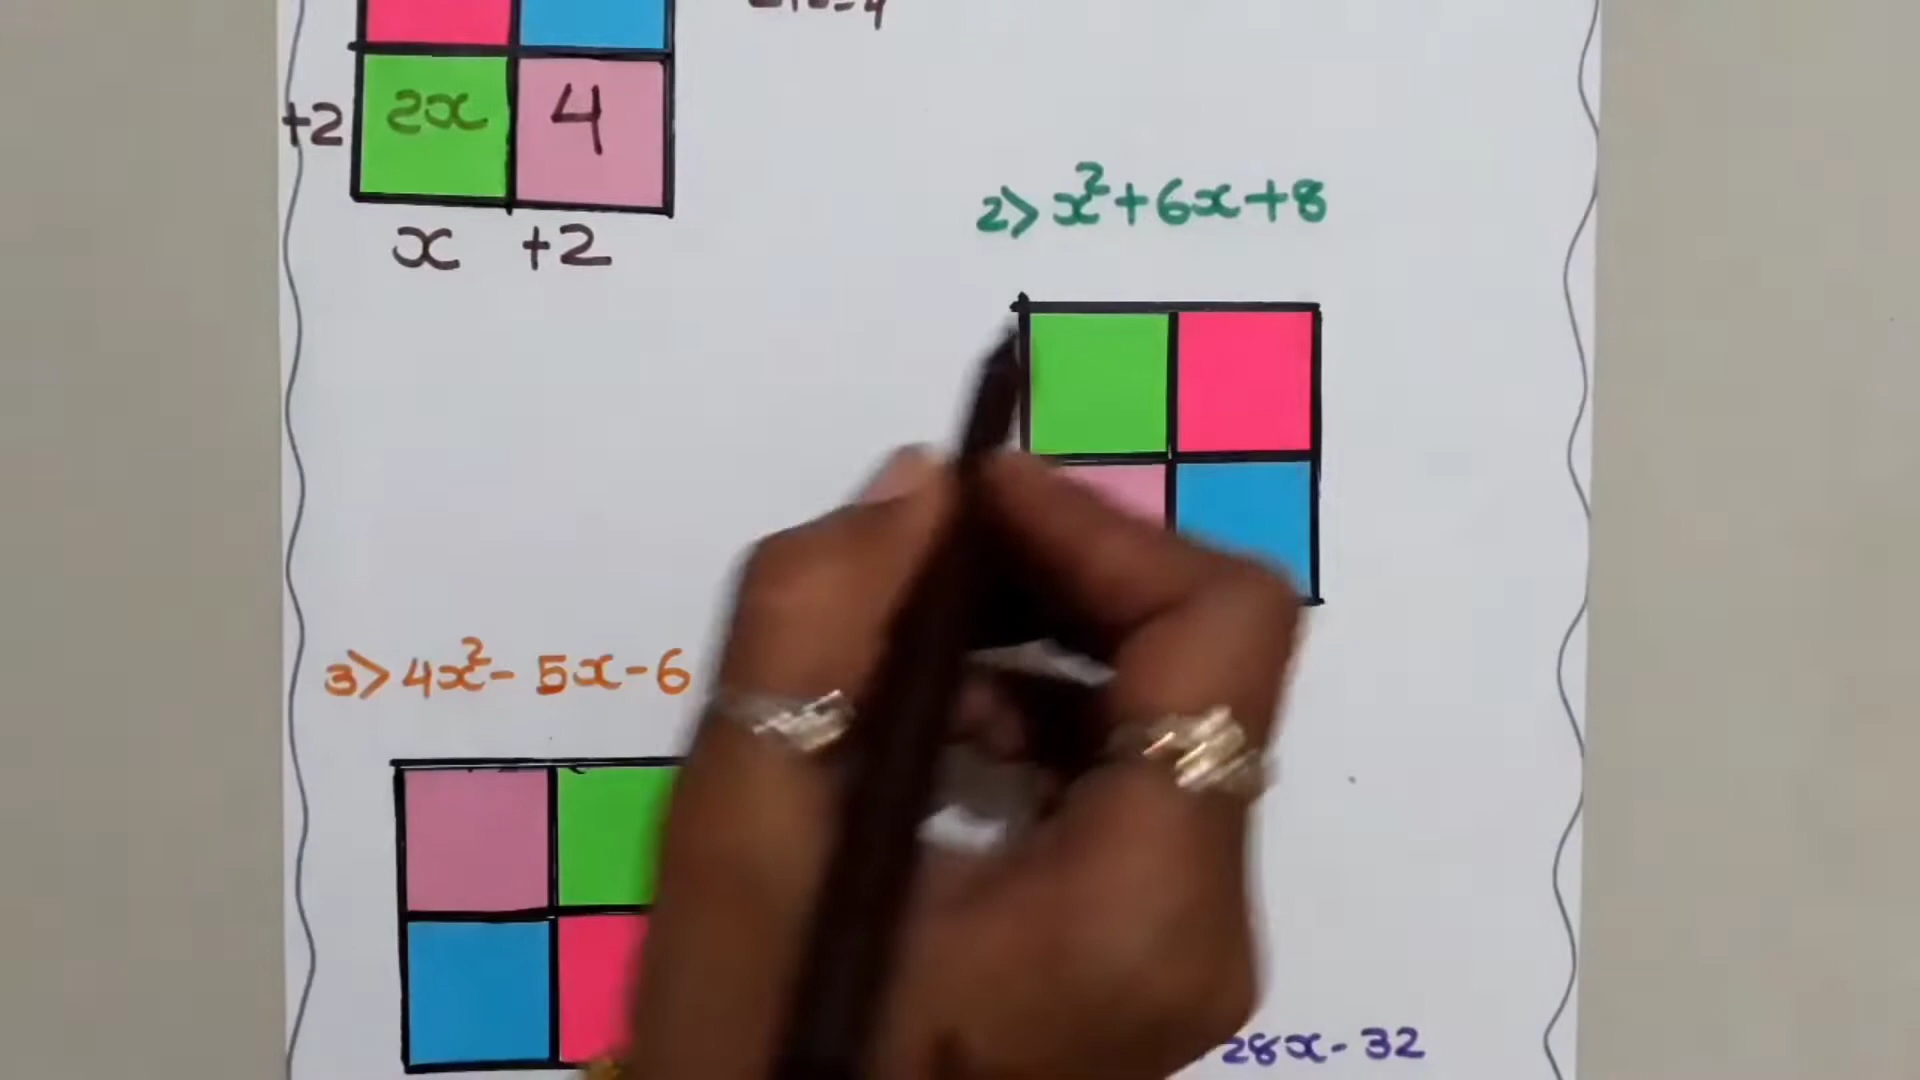 +2 2x 4
x +2
2> x²+6x+8
3> 4x²- 5x-6
28x- 32